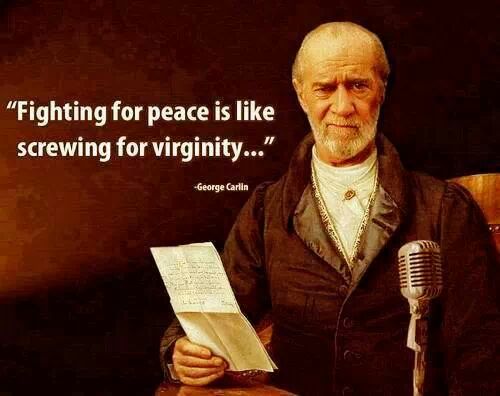 “Fighting for peace is like
screwing for virginity...”
-George Carlin